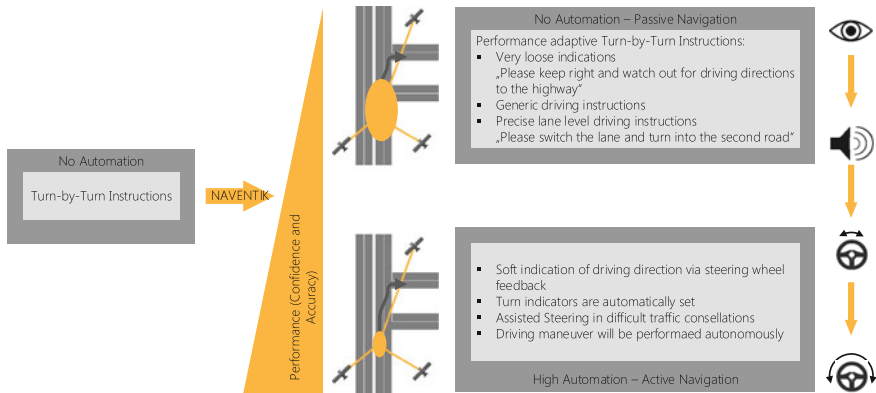 No Automation
Turn-by-Turn Instructions
NAVENTIK
Performance (Confidence and
Accuracy)
No Automation – Passive Navigation
Performance adaptive Turn-by-Turn Instructions:
▪ Very loose indications
„Please keep right and watch out for driving directions
to the highway“
▪ Generic driving instructions
▪ Precise lane level driving instructions
„Please switch the lane and turn into the second road“
▪ Soft indication of driving direction via steering wheel
feedback
▪ Turn indicators are automatically set
▪ Assisted Steering in difficult traffic consellations
▪ Driving maneuver will be performaed autonomously
High Automation – Active Navigation